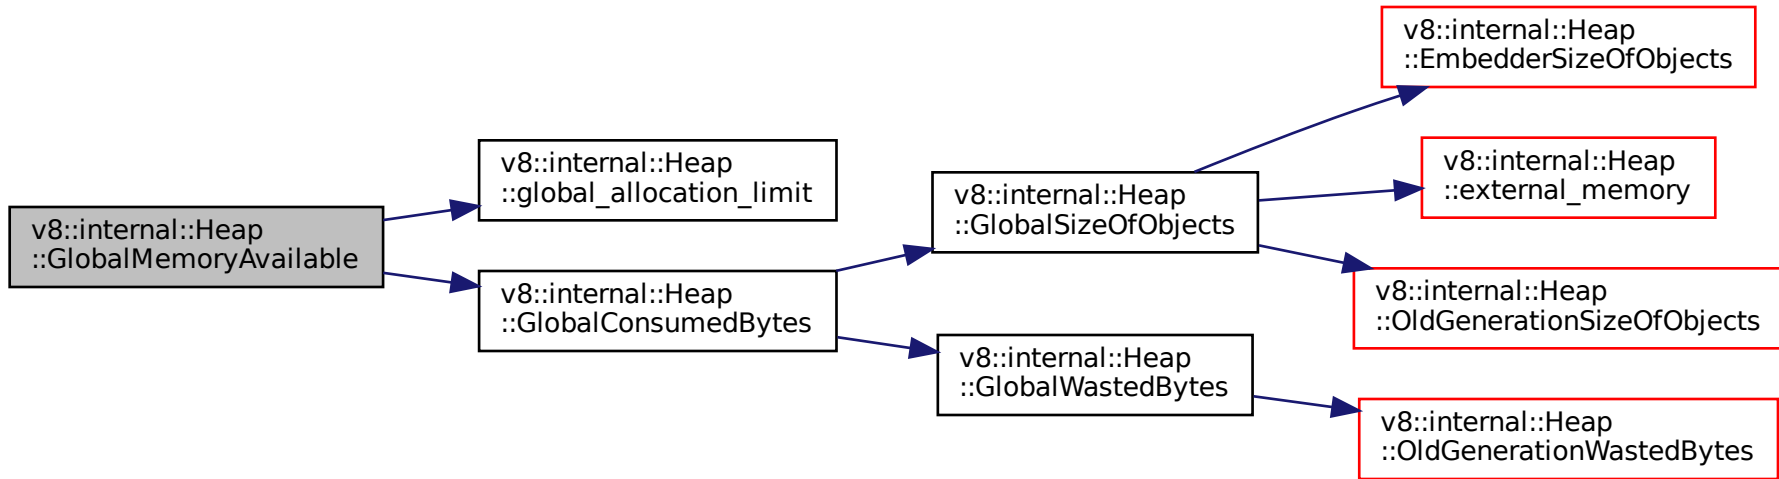 v8::internal::Heap
::GlobalMemoryAvailable
v8::internal::Heap
::global_allocation_limit
v8::internal::Heap
::GlobalConsumedBytes
v8::internal::Heap
::GlobalSizeOfObjects
v8::internal::Heap
::GlobalWastedBytes
v8::internal::Heap
::EmbedderSizeOfObjects
v8::internal::Heap
::external_memory
v8::internal::Heap
::OldGenerationSizeOfObjects
v8::internal::Heap
::OldGenerationWastedBytes